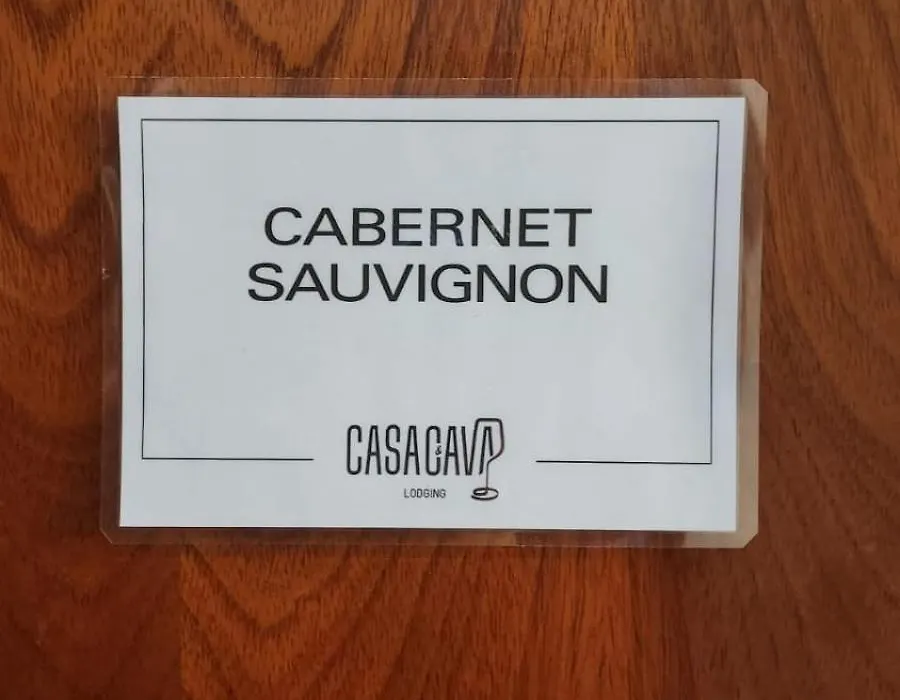 CABERNET
SAUVIGNON
CASA & CAVA
LODGING